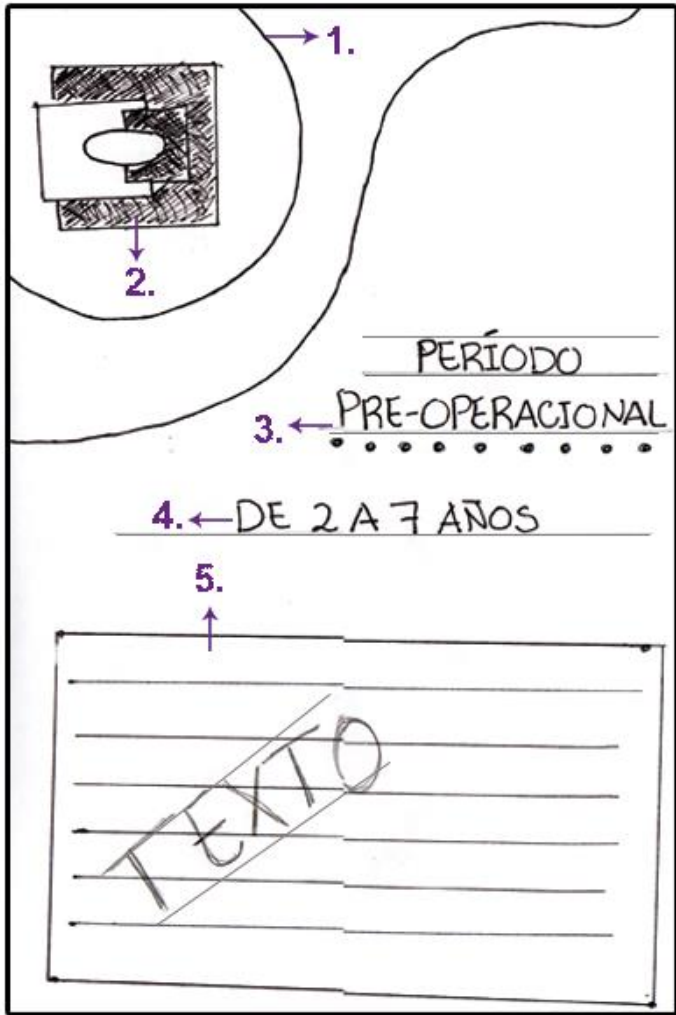 1.
2.
PERÍODO
PRE-OPERACIONAL
3.
4.
DE 2 A 7 AÑOS
5.
TEXTO